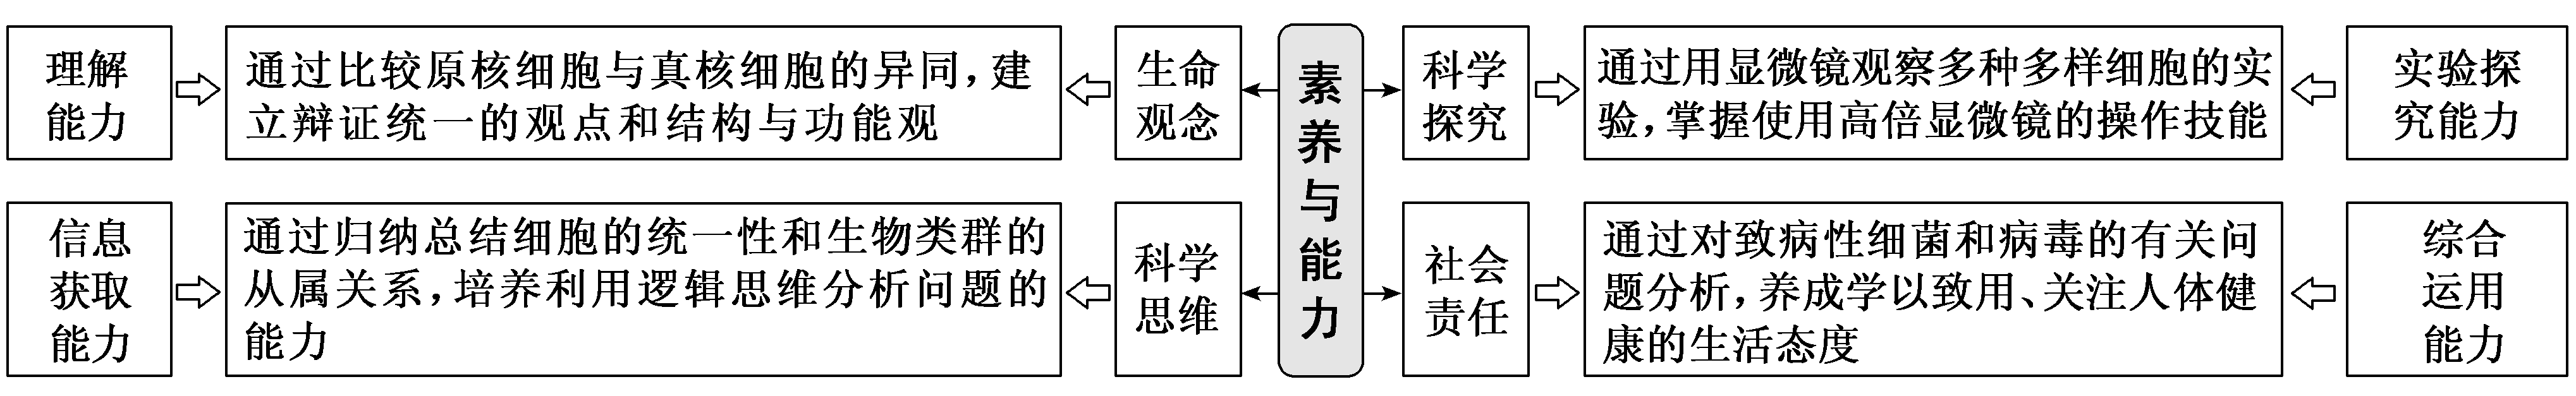 理解
能力
通过比较原核细胞与真核细胞的异同,建
立辩证统一的观点和结构与功能观
生命
观念
素养与能力
科学
探究
通过用显微镜观察多种多样细胞的实
验,掌握使用高倍显微镜的操作技能
实验探
究能力
信息
获取
能力
通过归纳总结细胞的统一性和生物类群的
从属关系,培养利用逻辑思维分析问题的
能力
科学
思维
社会
责任
通过对致病性细菌和病毒的有关问
题分析,养成学以致用、关注人体健
康的生活态度
综合
运用
能力